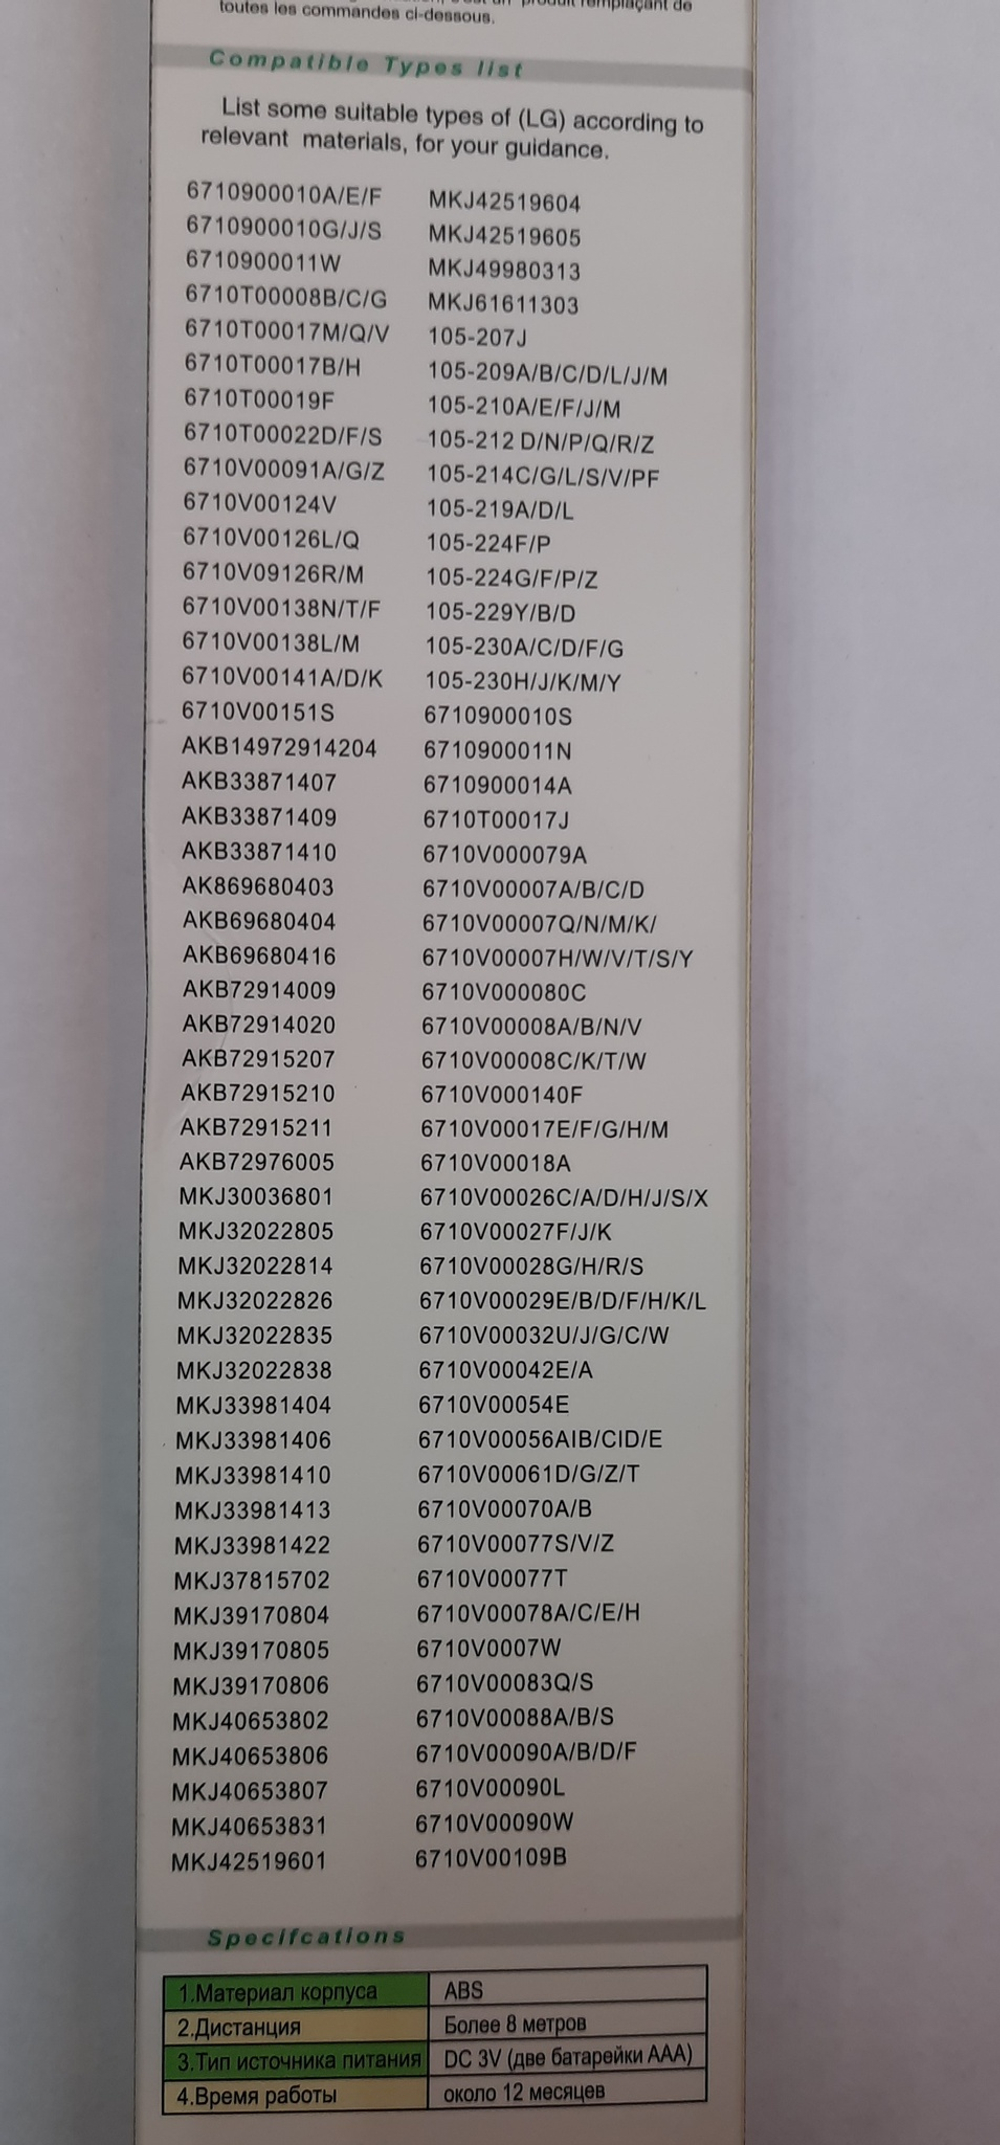 produit remplaçant de
toutes les commandes ci-dessous.
Compatible Types list
List some suitable types of (LG) according to
relevant materials, for your guidance.
6710900010A/E/F MKJ42519604
6710900010G/J/S MKJ42519605
6710900011W MKJ49980313
6710T00008B/C/G MKJ61611303
6710T00017M/Q/V 105-207J
6710T00017B/H 105-209A/B/C/D/L/J/M
6710T00019F 105-210A/E/F/J/M
6710T00022D/F/S 105-212 D/N/P/Q/R/Z
6710V00091A/G/Z 105-214C/G/L/S/V/PF
6710V00124V 105-219A/D/L
6710V00126L/Q 105-224F/P
6710V09126R/M 105-224G/F/P/Z
6710V00138N/T/F 105-229Y/B/D
6710V00138L/M 105-230A/C/D/F/G
6710V00141A/D/K 105-230H/J/K/M/Y
6710V00151S 6710900010S
AKB14972914204 6710900011N
AKB33871407 6710900014A
AKB33871409 6710T00017J
AKB33871410 6710V000079A
AK869680403 6710V00007A/B/C/D
AKB69680404 6710V00007Q/N/M/K/
AKB69680416 6710V00007H/W/V/T/S/Y
AKB72914009 6710V000080C
AKB72914020 6710V00008A/B/N/V
AKB72915207 6710V00008C/K/T/W
AKB72915210 6710V000140F
AKB72915211 6710V00017E/F/G/H/M
AKB72976005 6710V00018A
MKJ30036801 6710V00026C/A/D/H/J/S/X
MKJ32022805 6710V00027F/J/K
MKJ32022814 6710V00028G/H/R/S
MKJ32022826 6710V00029E/B/D/F/H/K/L
MKJ32022835 6710V00032U/J/G/C/W
MKJ32022838 6710V00042E/A
MKJ33981404 6710V00054E
MKJ33981406 6710V00056AIB/CID/E
MKJ33981410 6710V00061D/G/Z/T
MKJ33981413 6710V00070A/B
MKJ33981422 6710V00077S/V/Z
MKJ37815702 6710V00077T
MKJ39170804 6710V00078A/C/E/H
MKJ39170805 6710V0007W
MKJ39170806 6710V00083Q/S
MKJ40653802 6710V00088A/B/S
MKJ40653806 6710V00090A/B/D/F
MKJ40653807 6710V00090L
MKJ40653831 6710V00090W
MKJ42519601 6710V00109B
Specifcations
1.Материал корпуса ABS
2.Дистанция Более 8 метров
3.Тип источника питания DC 3V (две батарейки AAA)
4.Время работы около 12 месяцев